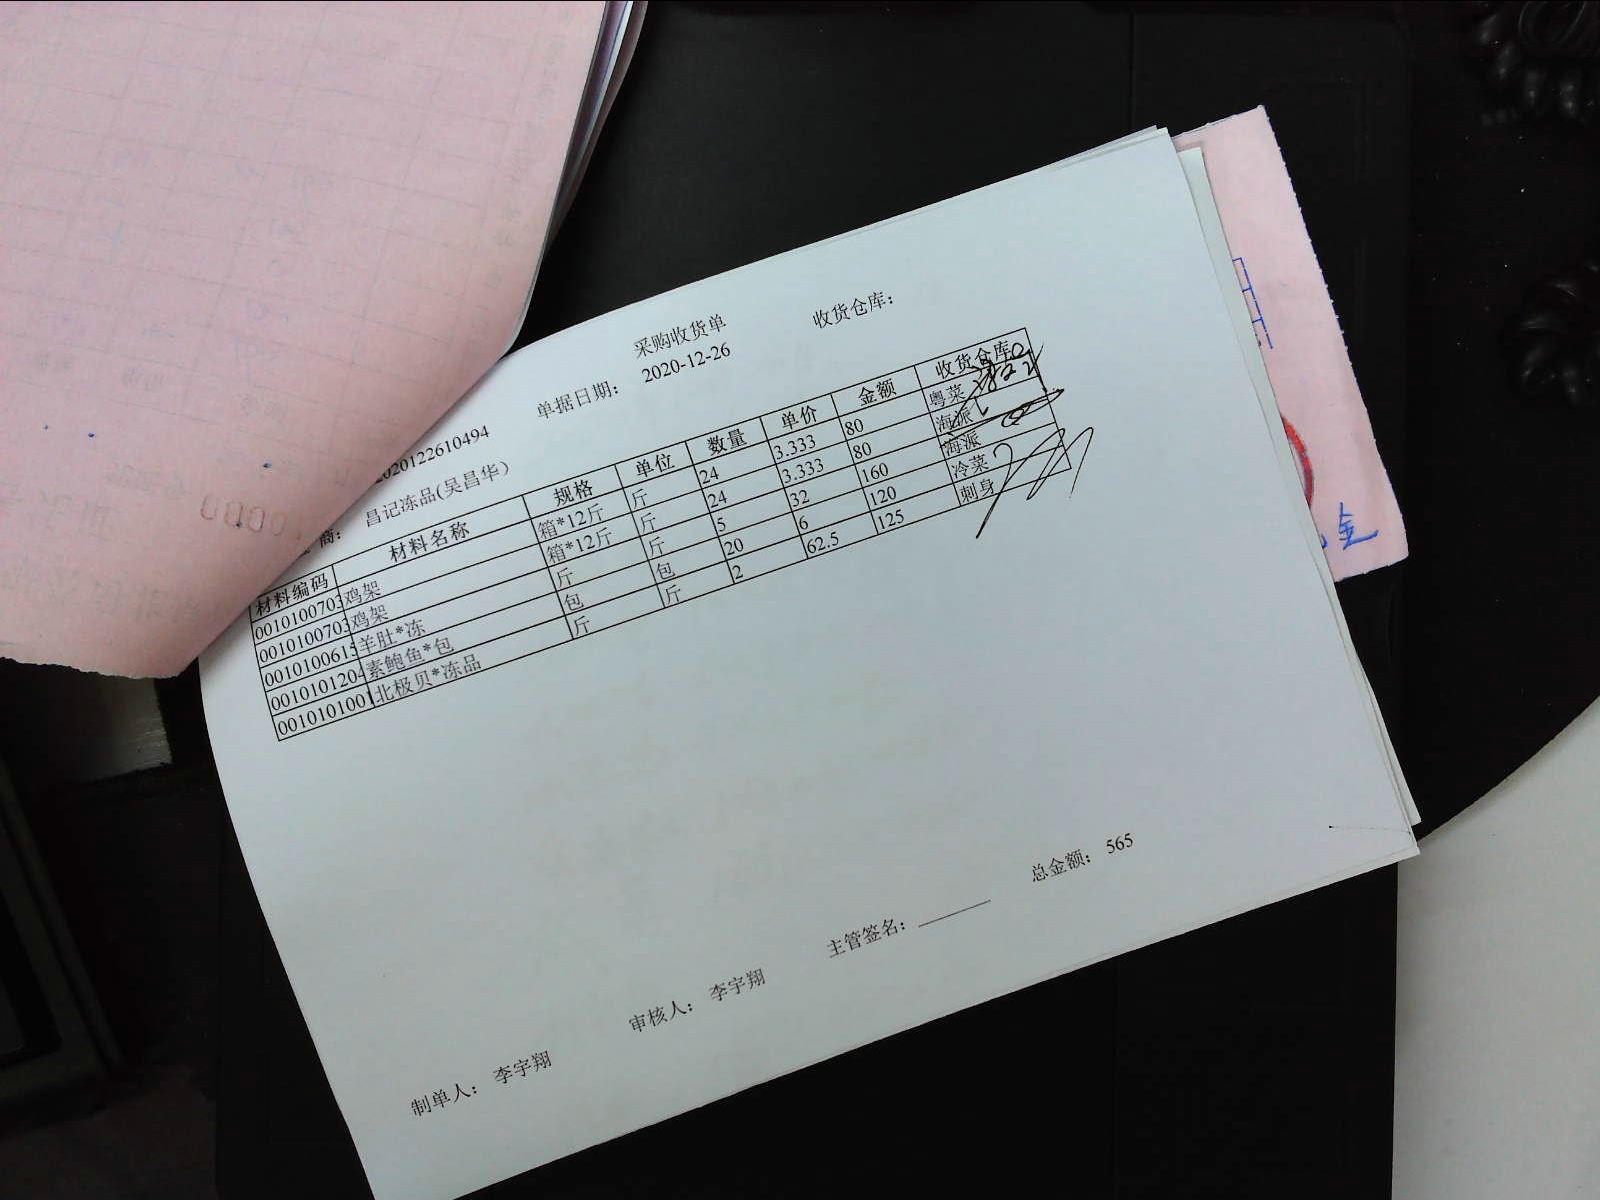 采购收货单
收货仓库：
单据日期： 2020-12-26
2020122610494
商： 昌记冻品(吴昌华）
材料编码 材料名称 规格 单位 数量 单价 金额 收货仓库
0010100703 鸡架 箱*12斤 斤 24 3.333 80 粤菜
0010100703 鸡架 箱*12斤 斤 24 3.333 80 海派
001010061 羊肚*冻 斤 斤 5 32 160 海派
0010101204 素鲍鱼*包 包 包 20 6 120 冷菜
0010101001 北极贝*冻品 斤 斤 2 62.5 125 刺身
制单人： 李宇翔 审核人： 李宇翔 主管签名： 总金额： 565
金